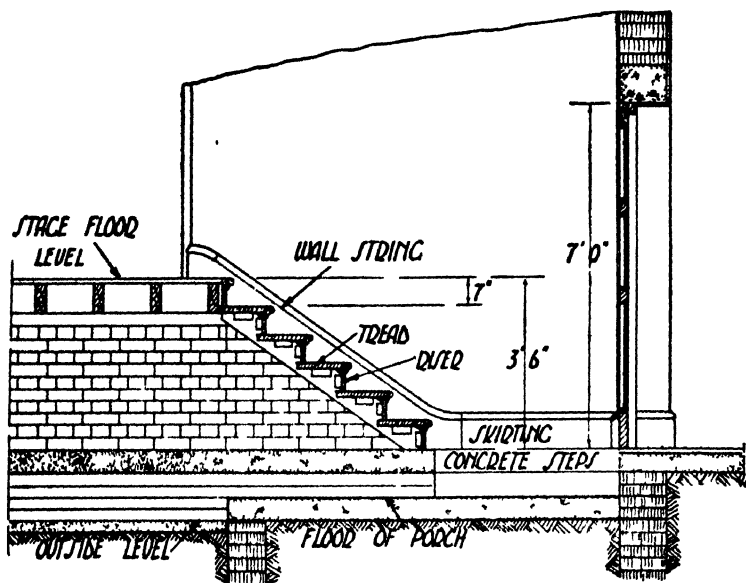 STAGE FLOOR
LEVEL
WALL STRING
7"
7' 0"
TREAD
RISER
3' 6"
SKIRTING
CONCRETE STEPS
OUTSIDE LEVEL
FLOOR OF PORCH